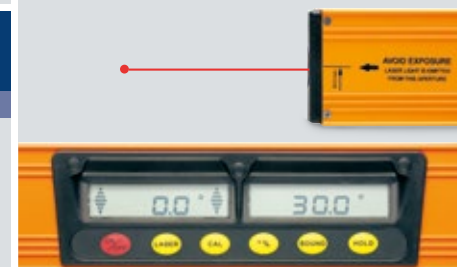 AVOID EXPOSURE
LASER LIGHT IS EMITTED
FROM THIS APERTURE
0.0 °
30.0 °
LASER
CAL
°/%
SOUND
HOLD